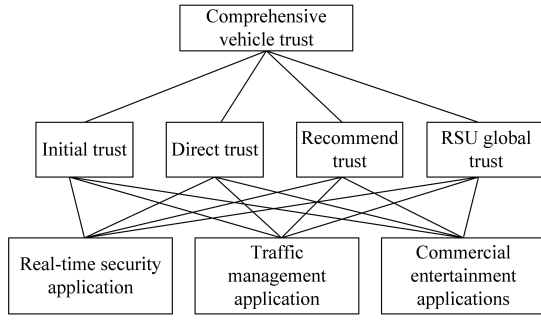 Comprehensive
vehicle trust
Initial trust
Direct trust
Recommend
trust
RSU global
trust
Real-time security
application
Traffic
management
application
Commercial
entertainment
applications